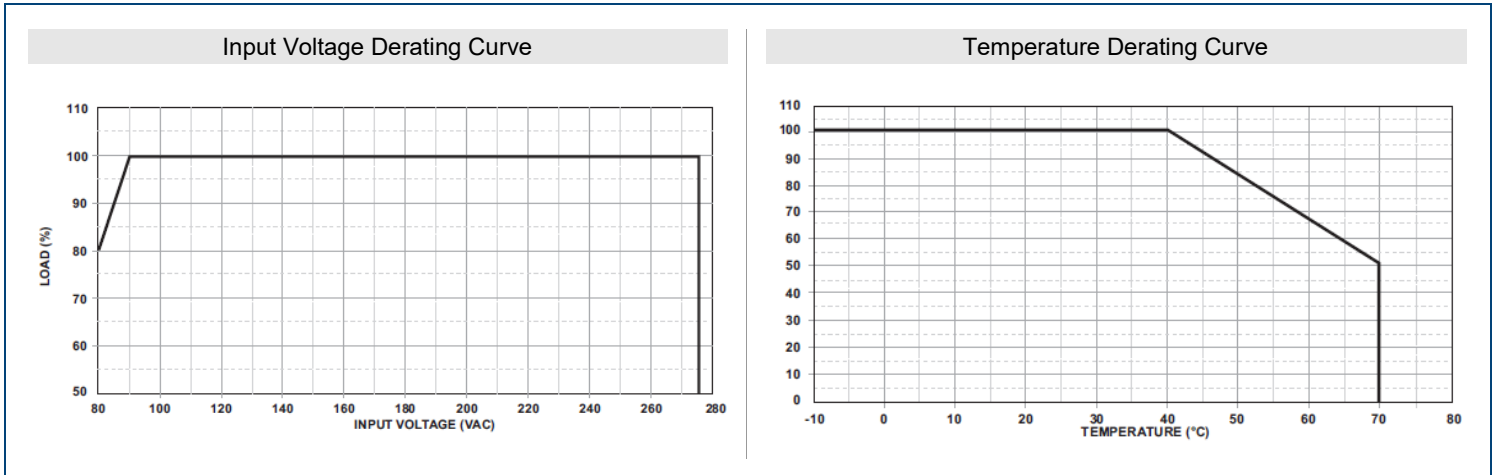 Input Voltage Derating Curve
110
100
90
80
70
60
50
LOAD (%)
80 100 120 140 160 180 200 220 240 260 280
INPUT VOLTAGE (VAC)
Temperature Derating Curve
110
100
90
80
70
60
50
40
30
20
10
0
-10 0 10 20 30 40 50 60 70 80
TEMPERATURE (°C)